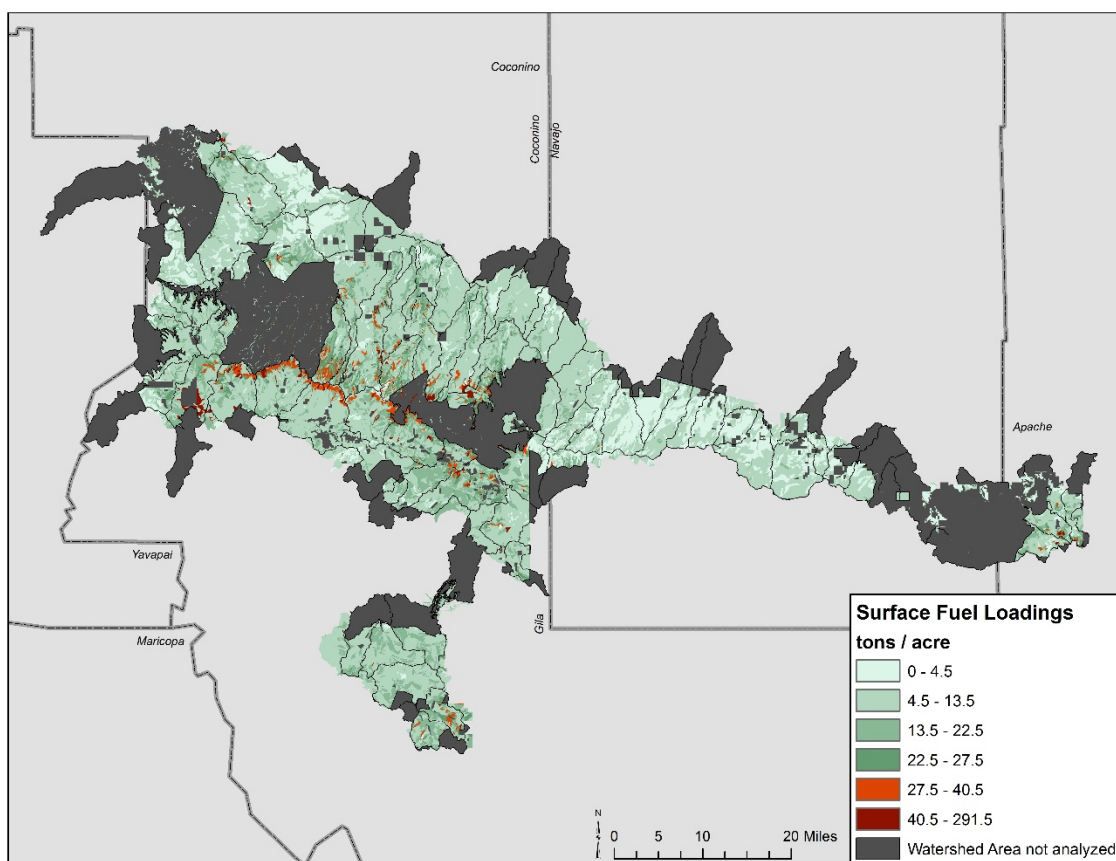 Coconino
Coconino
Navajo
Apache
Yavapai
Gila
Maricopa
Surface Fuel Loadings
tons / acre
0 - 4.5
4.5 - 13.5
13.5 - 22.5
22.5 - 27.5
27.5 - 40.5
40.5 - 291.5
Watershed Area not analyzed
N
0 5 10 20 Miles